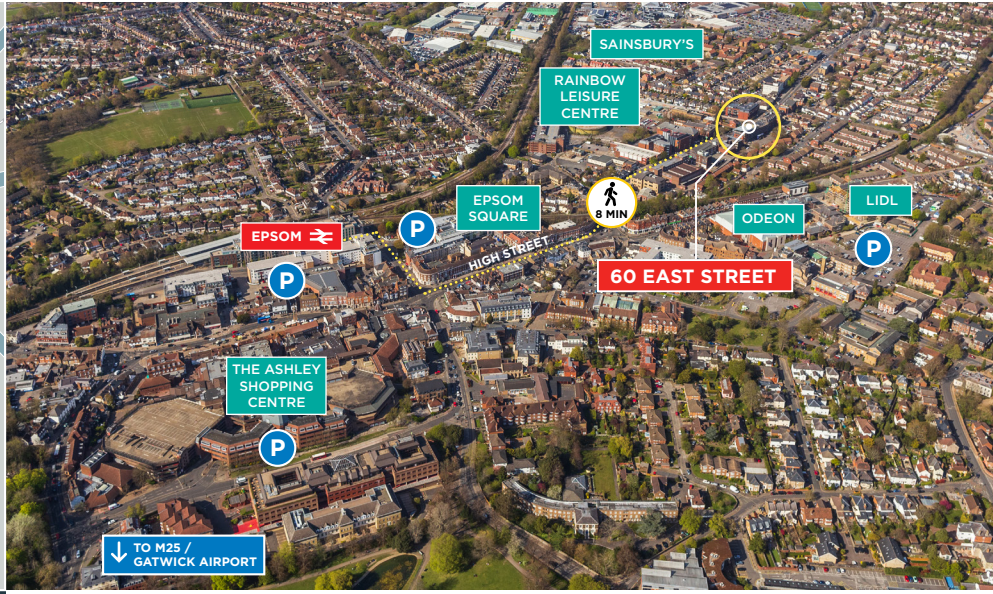 SAINSBURY'S
RAINBOW
LEISURE
CENTRE
8 MIN
EPSOM
SQUARE
LIDL
ODEON
P
EPSOM
HIGH STREET
P
P
60 EAST STREET
THE ASHLEY
SHOPPING
CENTRE
P
TO M25 /
GATWICK AIRPORT